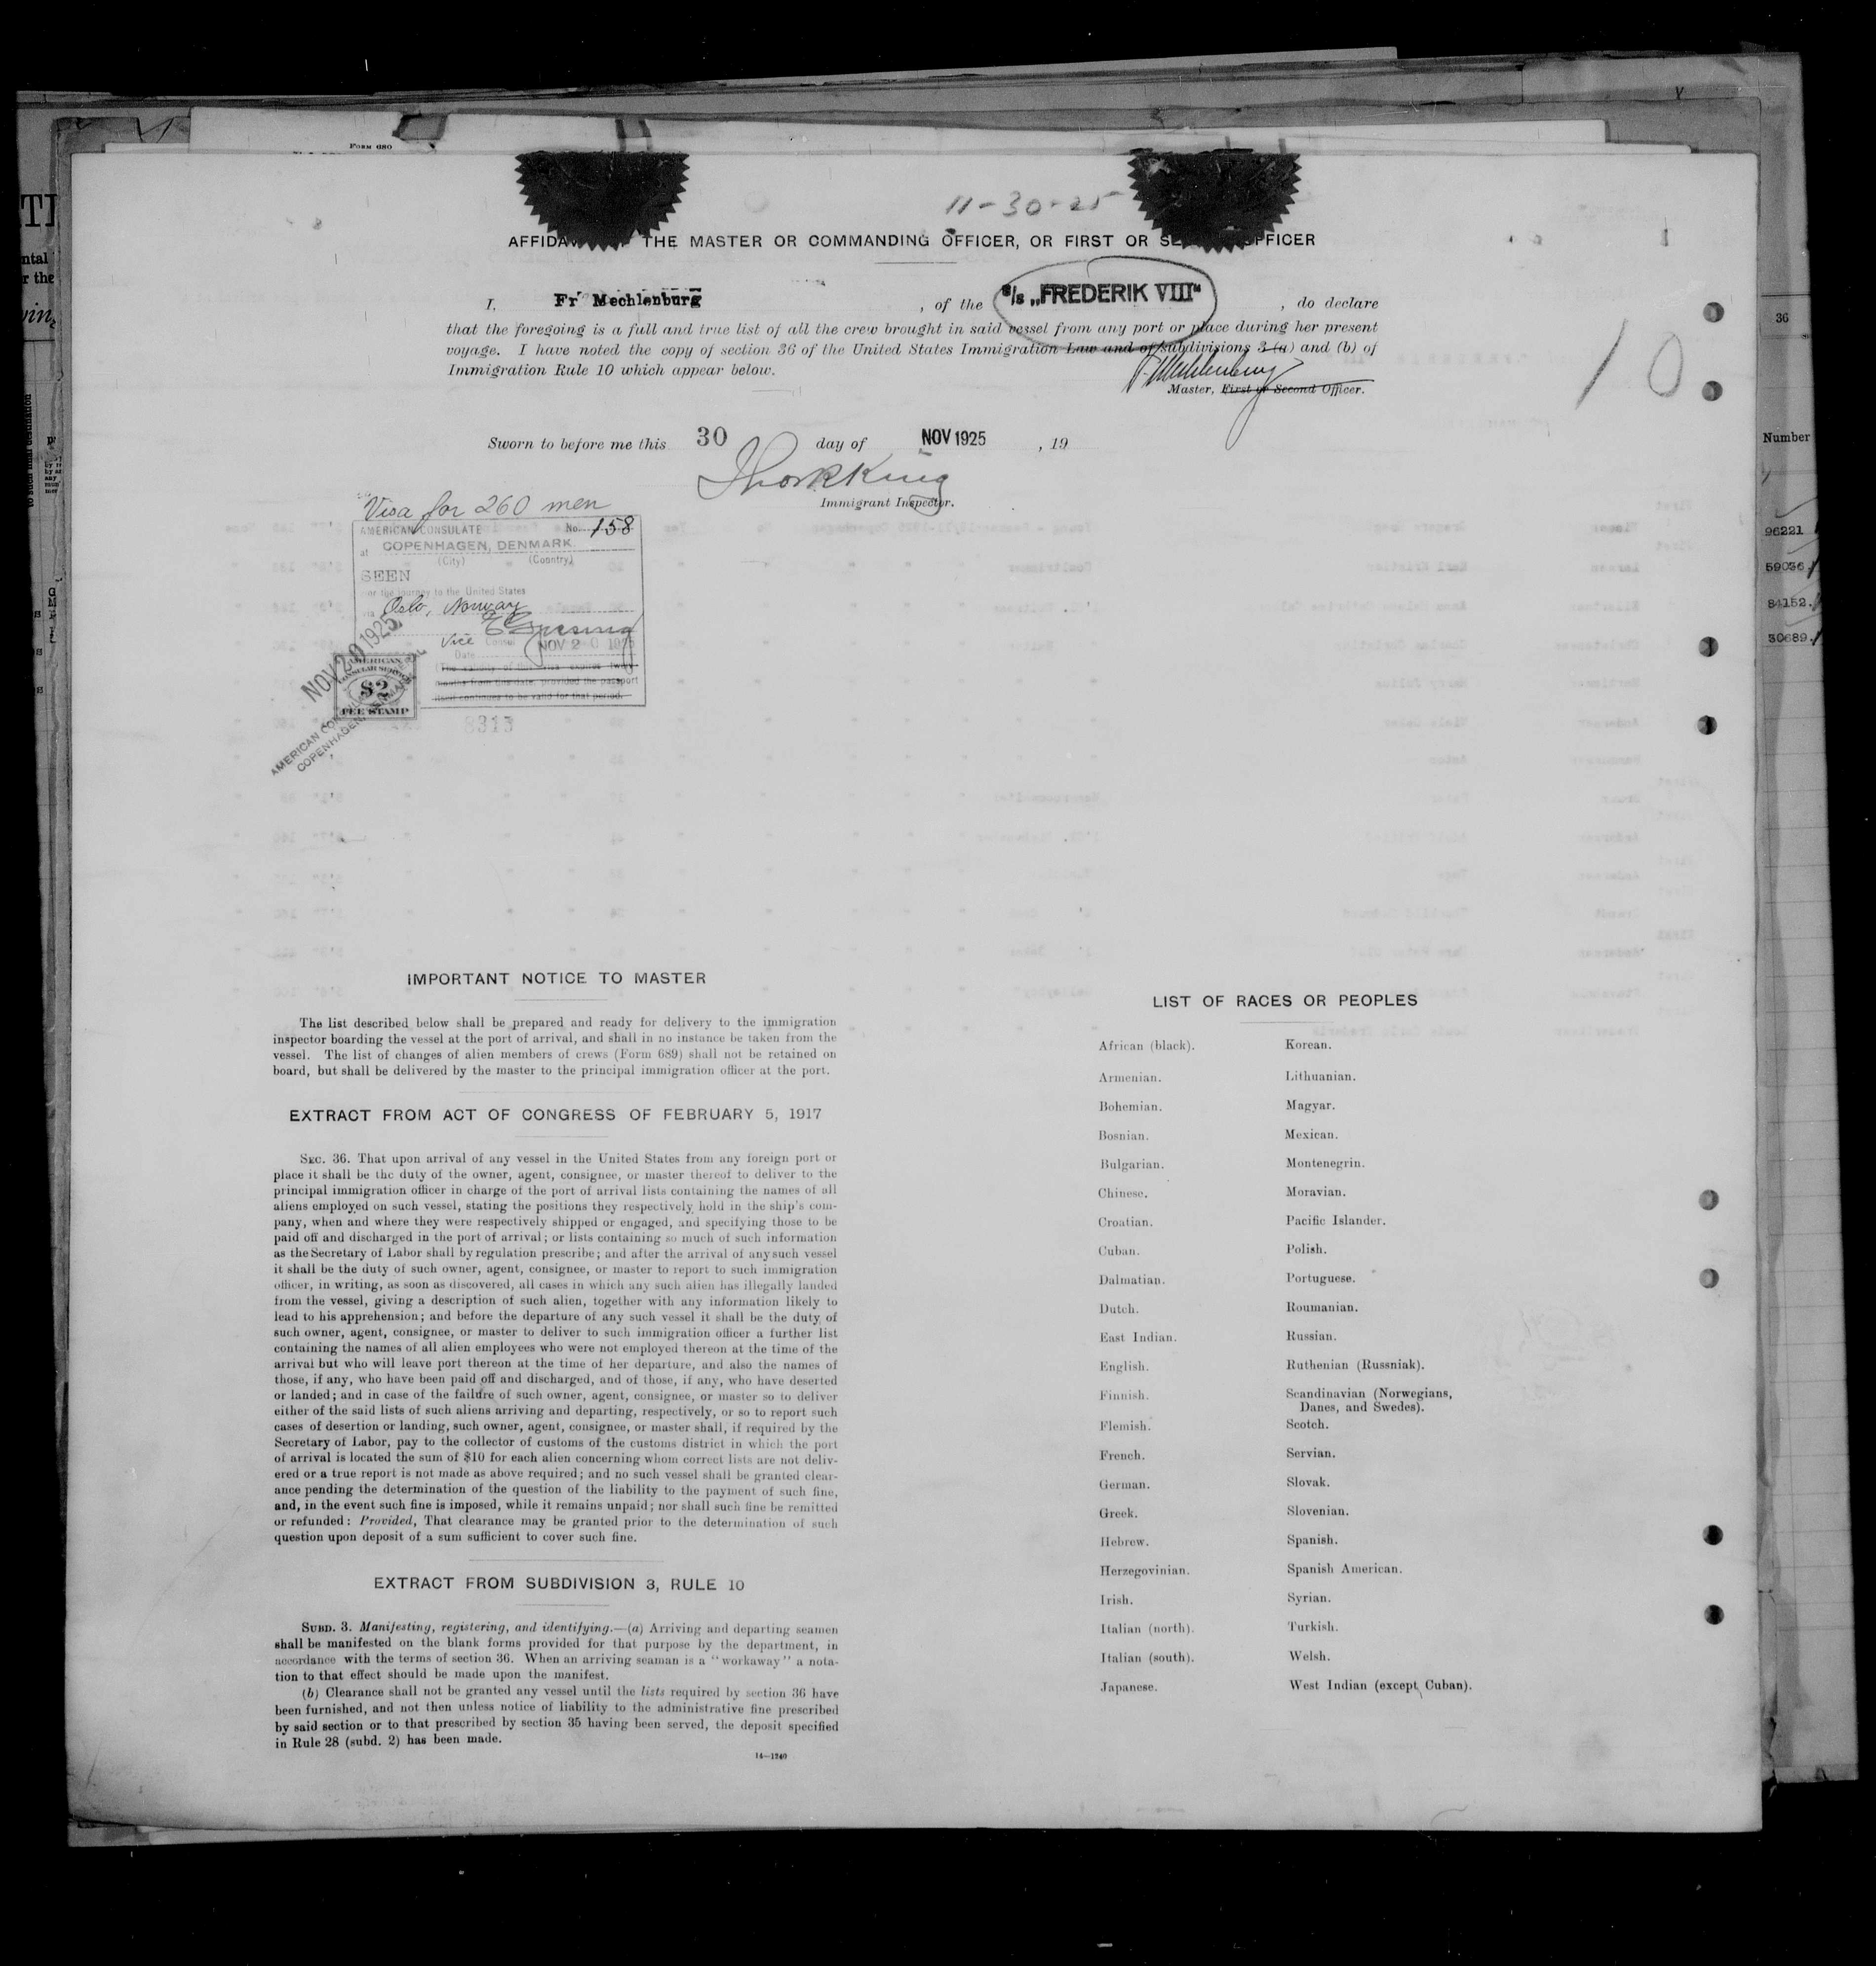 FORM 680
11-30-25
AFFIDA THE MASTER OR COMMANDING OFFICER, OR FIRST OR SE FFICER
I, Fr Mechlenburg , of the S/s „FREDERIK VIII“ , do declare
that the foregoing is a full and true list of all the crew brought in said vessel from any port or place during her present
voyage. I have noted the copy of section 36 of the United States Immigration Law and of subdivisions 3 (a) and (b) of
Immigration Rule 10 which appear below.
Master, First or Second Officer.
10
Sworn to before me this 30 day of NOV 1925 , 19
Immigrant Inspector.
Visa for 260 men
AMERICAN CONSULATE No. 158
at COPENHAGEN, DENMARK
(City) (Country)
SEEN
For the journey to the United States
via Oslo, Norway
Vice Consul
Date NOV 20 1925
(The validity of this visa expires twelve
months from this date, provided the passport
itself continues to be valid for that period.
NOV 20 1925
AMERICAN
CONSULAR SERVICE
$2
FEE STAMP
AMERICAN CONSUL
COPENHAGEN, DENMARK
8313
36
Number
96221
59036
84152.
30689.
IMPORTANT NOTICE TO MASTER
The list described below shall be prepared and ready for delivery to the immigration
inspector boarding the vessel at the port of arrival, and shall in no instance be taken from the
vessel. The list of changes of alien members of crews (Form 689) shall not be retained on
board, but shall be delivered by the master to the principal immigration officer at the port.
EXTRACT FROM ACT OF CONGRESS OF FEBRUARY 5, 1917
SEC. 36. That upon arrival of any vessel in the United States from any foreign port or
place it shall be the duty of the owner, agent, consignee, or master thereof to deliver to the
principal immigration officer in charge of the port of arrival lists containing the names of all
aliens employed on such vessel, stating the positions they respectively hold in the ship's com-
pany, when and where they were respectively shipped or engaged, and specifying those to be
paid off and discharged in the port of arrival; or lists containing so much of such information
as the Secretary of Labor shall by regulation prescribe; and after the arrival of any such vessel
it shall be the duty of such owner, agent, consignee, or master to report to such immigration
officer, in writing, as soon as discovered, all cases in which any such alien has illegally landed
from the vessel, giving a description of such alien, together with any information likely to
lead to his apprehension; and before the departure of any such vessel it shall be the duty of
such owner, agent, consignee, or master to deliver to such immigration officer a further list
containing the names of all alien employees who were not employed thereon at the time of the
arrival but who will leave port thereon at the time of her departure, and also the names of
those, if any, who have been paid off and discharged, and of those, if any, who have deserted
or landed; and in case of the failure of such owner, agent, consignee, or master so to deliver
either of the said lists of such aliens arriving and departing, respectively, or so to report such
cases of desertion or landing, such owner, agent, consignee, or master shall, if required by the
Secretary of Labor, pay to the collector of customs of the customs district in which the port
of arrival is located the sum of $10 for each alien concerning whom correct lists are not deliv-
ered or a true report is not made as above required; and no such vessel shall be granted clear-
ance pending the determination of the question of the liability to the payment of such fine,
and, in the event such fine is imposed, while it remains unpaid; nor shall such fine be remitted
or refunded: Provided, That clearance may be granted prior to the determination of such
question upon deposit of a sum sufficient to cover such fine.
EXTRACT FROM SUBDIVISION 3, RULE 10
SUBD. 3. Manifesting, registering, and identifying.—(a) Arriving and departing seamen
shall be manifested on the blank forms provided for that purpose by the department, in
accordance with the terms of section 36. When an arriving seaman is a "workaway" a nota-
tion to that effect should be made upon the manifest.
(b) Clearance shall not be granted any vessel until the lists required by section 36 have
been furnished, and not then unless notice of liability to the administrative fine prescribed
by said section or to that prescribed by section 35 having been served, the deposit specified
in Rule 28 (subd. 2) has been made.
14—1240
LIST OF RACES OR PEOPLES
African (black). Korean.
Armenian. Lithuanian.
Bohemian. Magyar.
Bosnian. Mexican.
Bulgarian. Montenegrin.
Chinese. Moravian.
Croatian. Pacific Islander.
Cuban. Polish.
Dalmatian. Portuguese.
Dutch. Roumanian.
East Indian. Russian.
English. Ruthenian (Russniak).
Finnish. Scandinavian (Norwegians,
Danes, and Swedes).
Flemish. Scotch.
French. Servian.
German. Slovak.
Greek. Slovenian.
Hebrew. Spanish.
Herzegovinian. Spanish American.
Irish. Syrian.
Italian (north). Turkish.
Italian (south). Welsh.
Japanese. West Indian (except Cuban).